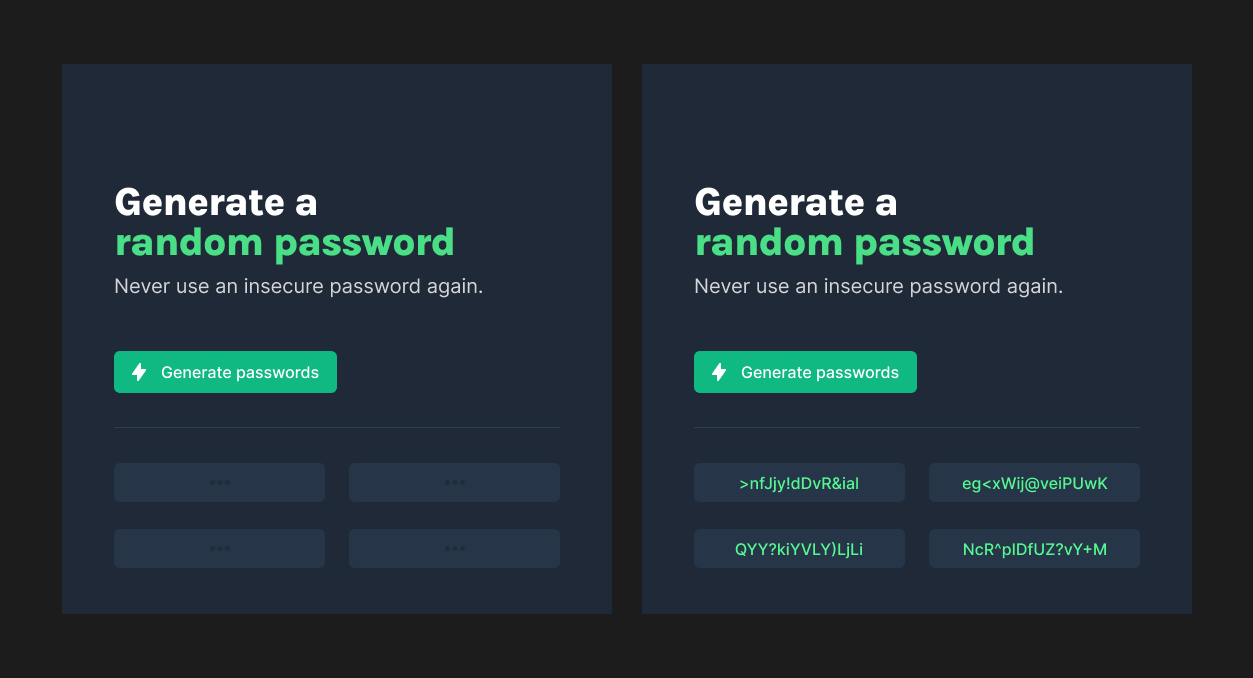 Generate a
random password
Never use an insecure password again.
Generate passwords
•••
•••
•••
•••
Generate a
random password
Never use an insecure password again.
Generate passwords
>nfJjy!dDvR&ial
eg<xWij@veiPUwK
QYY?kiYVLY)LjLi
NcR^plDfUZ?vY+M